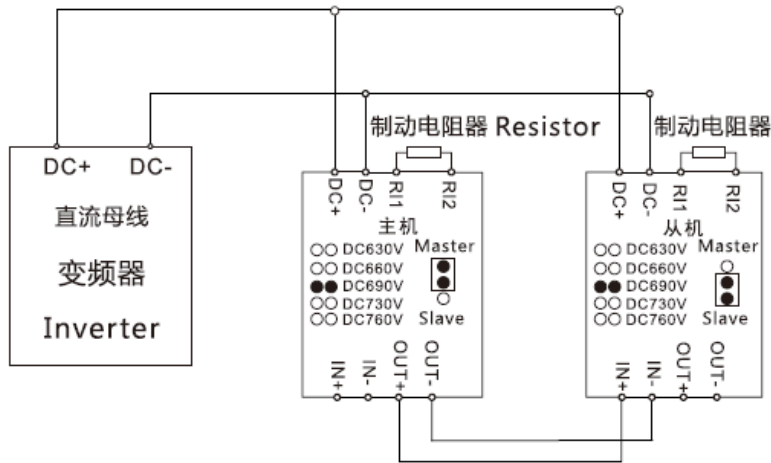 DC+ DC-
直流母线
变频器
Inverter
制动电阻器 Resistor
DC+ DC- RI1 RI2
主机
DC630V Master
DC660V
DC690V
DC730V
DC760V Slave
IN+ IN- OUT+ OUT-
制动电阻器
DC+ DC- RI1 RI2
从机
DC630V Master
DC660V
DC690V
DC730V
DC760V Slave
IN+ IN- OUT+ OUT-